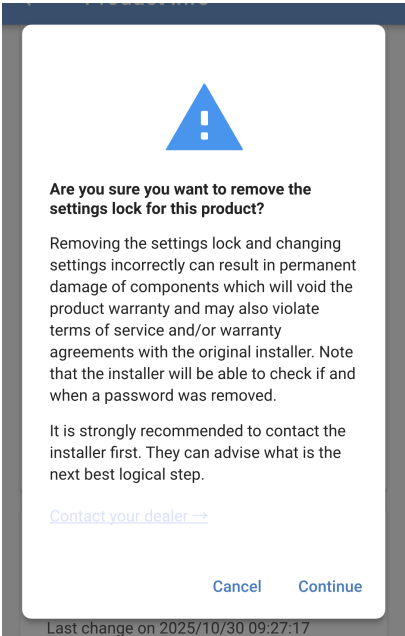 Are you sure you want to remove the
settings lock for this product?
Removing the settings lock and changing
settings incorrectly can result in permanent
damage of components which will void the
product warranty and may also violate
terms of service and/or warranty
agreements with the original installer. Note
that the installer will be able to check if and
when a password was removed.
It is strongly recommended to contact the
installer first. They can advise what is the
next best logical step.
Contact your dealer →
Cancel Continue
Last change on 2025/10/30 09:27:17